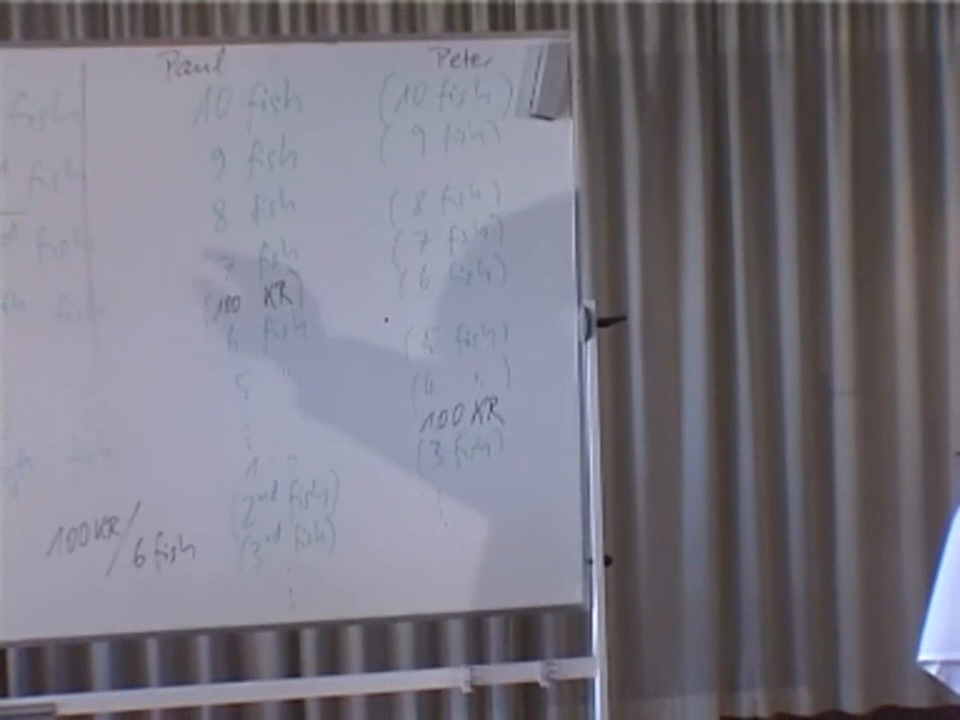 Paul Peter
fish 10 fish (10 fish)
9 fish (9 fish)
fish 8 fish (8 fish)
fish 7 fish (7 fish)
(100 KR) (6 fish)
6 fish (5 fish)
5 " (4 " )
100 KR
1 " (3 fish)
(2nd fish)
(3rd fish)
100 KR/6 fish